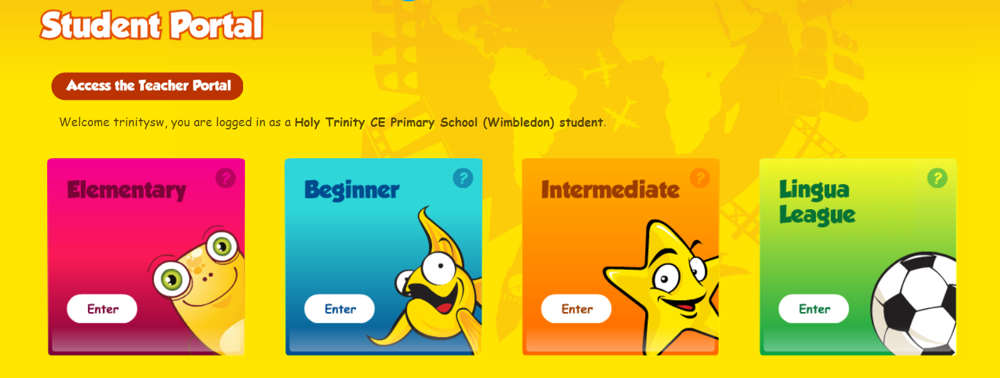 Student Portal
Access the Teacher Portal
Welcome trinitysw, you are logged in as a Holy Trinity CE Primary School (Wimbledon) student.
Elementary
?
Enter
Beginner
?
Enter
Intermediate
?
Enter
Lingua
League
?
Enter